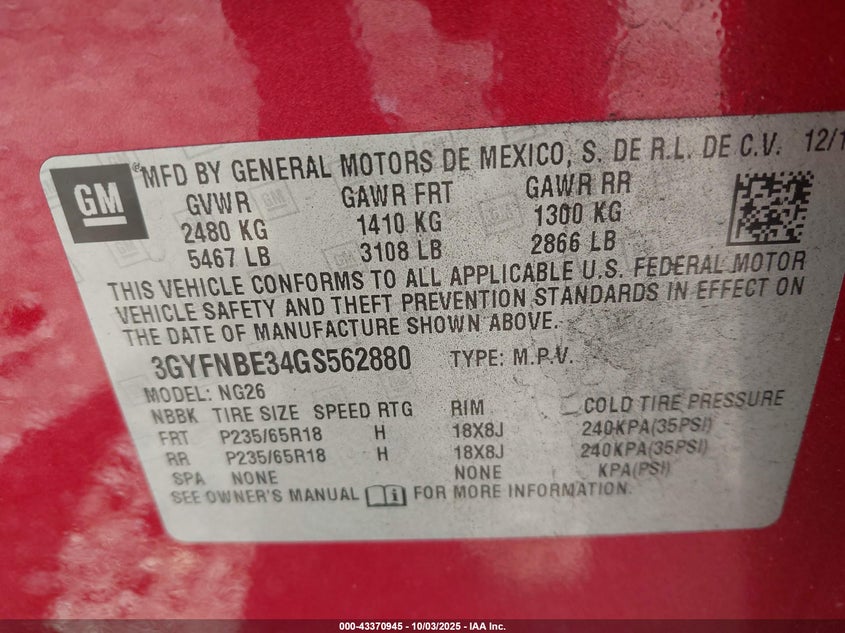 GM
®MFD BY GENERAL MOTORS DE MEXICO, S. DE R.L. DE C.V. 12/1
GVWR GAWR FRT GAWR RR
2480 KG 1410 KG 1300 KG
5467 LB 3108 LB 2866 LB
THIS VEHICLE CONFORMS TO ALL APPLICABLE U.S. FEDERAL MOTOR
VEHICLE SAFETY AND THEFT PREVENTION STANDARDS IN EFFECT ON
THE DATE OF MANUFACTURE SHOWN ABOVE.
3GYFNBE34GS562880 TYPE: M.P.V.
MODEL: NG26
NBBK TIRE SIZE SPEED RTG RIM COLD TIRE PRESSURE
FRT P235/65R18 H 18X8J 240KPA(35PSI)
RR P235/65R18 H 18X8J 240KPA(35PSI)
SPA NONE NONE KPA(PSI)
SEE OWNER'S MANUAL FOR MORE INFORMATION.
000-43370945 - 10/03/2025 - IAA Inc.